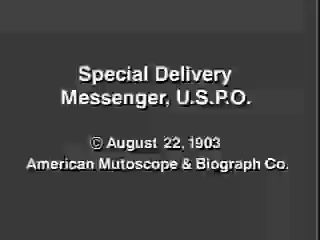 Special Delivery
Messenger, U.S.P.O.
© August 22, 1903
American Mutoscope & Biograph Co.